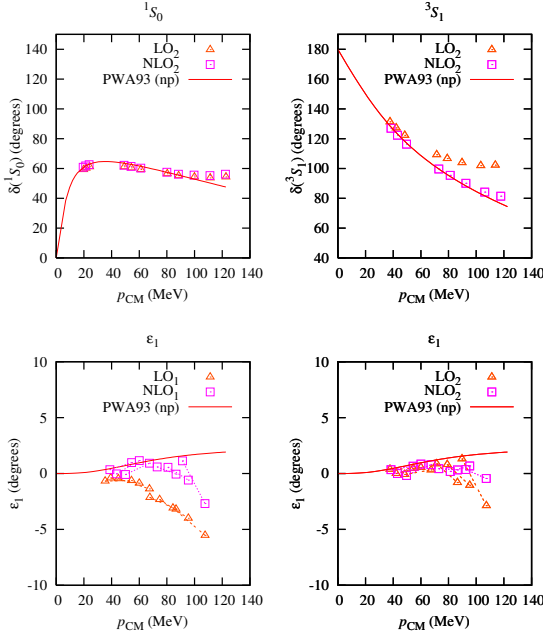 ¹S₀
δ(¹S₀) (degrees)
140
120
100
80
60
40
20
0
LO₂
NLO₂
PWA93 (np)
0 20 40 60 80 100 120 140
p_CM (MeV)
³S₁
δ(³S₁) (degrees)
180
160
140
120
100
80
60
40
LO₂
NLO₂
PWA93 (np)
0 20 40 60 80 100 120 140
p_CM (MeV)
ε₁
ε₁ (degrees)
10
5
0
-5
-10
LO₁
NLO₁
PWA93 (np)
0 20 40 60 80 100 120 140
p_CM (MeV)
ε₁
ε₁ (degrees)
10
5
0
-5
-10
LO₂
NLO₂
PWA93 (np)
0 20 40 60 80 100 120 140
p_CM (MeV)